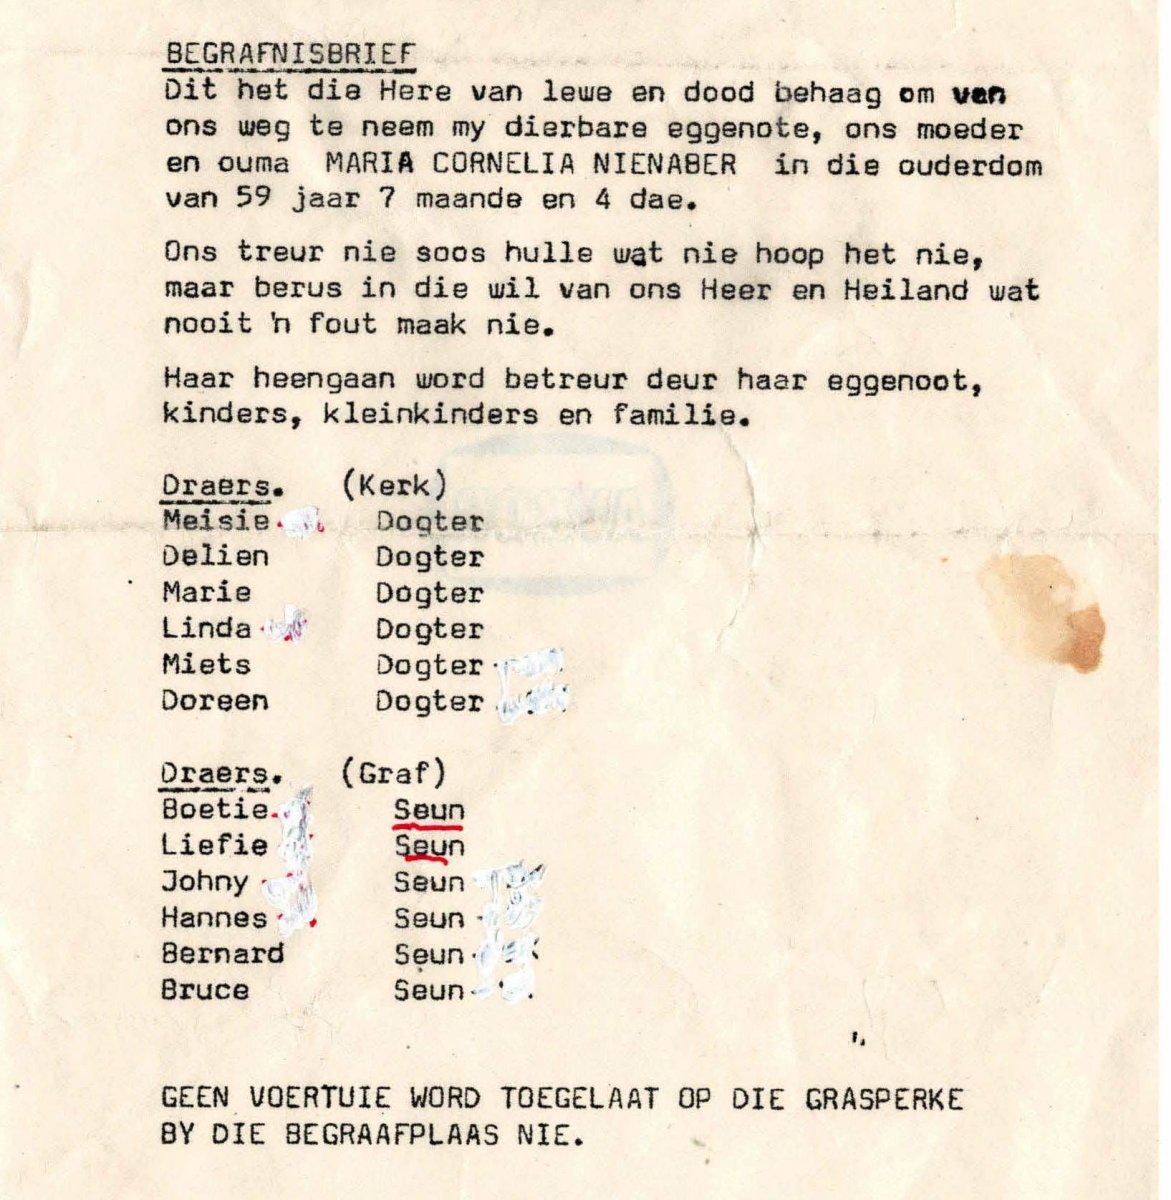 BEGRAFNISBRIEF
Dit het die Here van lewe en dood behaag om van
ons weg te neem my dierbare eggenote, ons moeder
en ouma MARIA CORNELIA NIENABER in die ouderdom
van 59 jaar 7 maande en 4 dae.
Ons treur nie soos hulle wat nie hoop het nie,
maar berus in die wil van ons Heer en Heiland wat
nooit 'n fout maak nie.
Haar heengaan word betreur deur haar eggenoot,
kinders, kleinkinders en familie.
Draers. (Kerk)
Meisie Dogter
Delien Dogter
Marie Dogter
Linda Dogter
Miets Dogter
Doreen Dogter
Draers. (Graf)
Boetie Seun
Liefie Seun
Johny Seun
Hannes Seun
Bernard Seun
Bruce Seun
GEEN VOERTUIE WORD TOEGELAAT OP DIE GRASPERKE
BY DIE BEGRAAFPLAAS NIE.